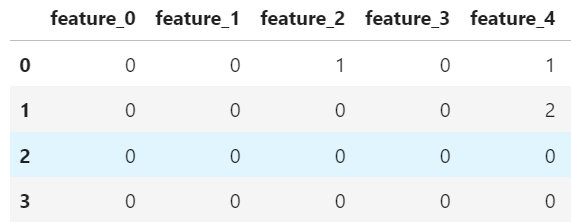 feature_0 feature_1 feature_2 feature_3 feature_4
0 0 0 1 0 1
1 0 0 0 0 2
2 0 0 0 0 0
3 0 0 0 0 0